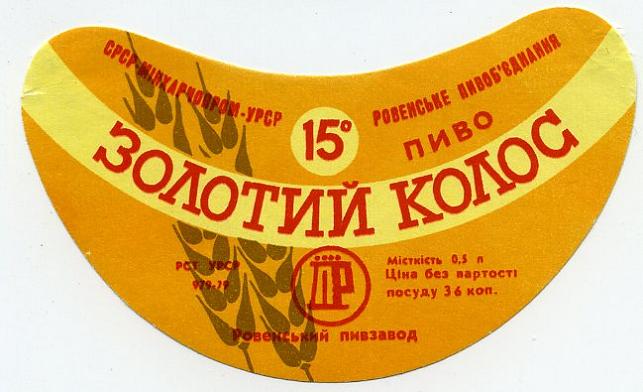 СРСР-МІНХАРЧОПРОМ-УРСР
РОВЕНСЬКЕ ПИВОБ'ЄДНАННЯ
15°
ПИВО
ЗОЛОТИЙ КОЛОС
РСТ УРСР
979-79
ПР
Місткість 0,5 л
Ціна без вартості
посуду 36 коп.
Ровенський пивзавод